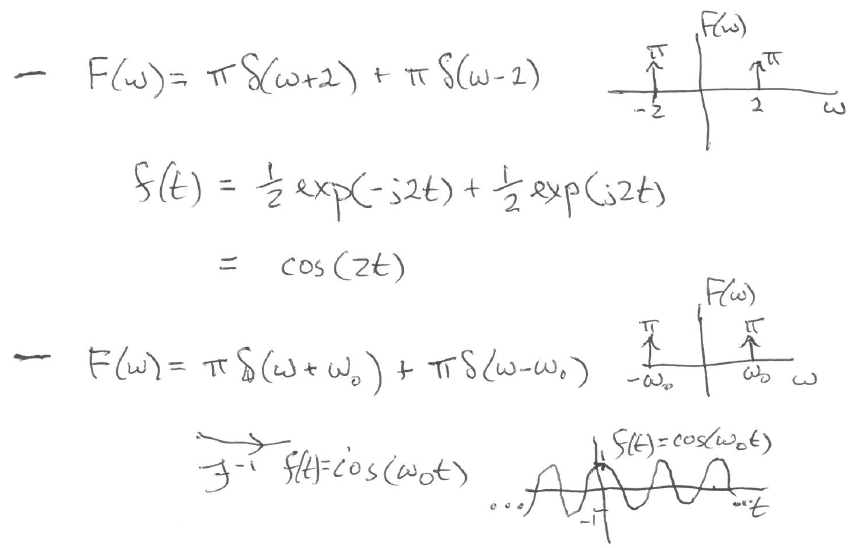 F(ω)
— F(ω) = π δ(ω+2) + π δ(ω-2)
π π
-2 2 ω
f(t) = 1/2 exp(-j2t) + 1/2 exp(j2t)
= cos(2t)
F(ω)
π π
— F(ω) = π δ(ω+ω₀) + π δ(ω-ω₀)
-ω₀ ω₀ ω
f(t)=cos(ω₀t)
ℱ⁻¹ f(t)=cos(ω₀t)
1
... -1 ... t